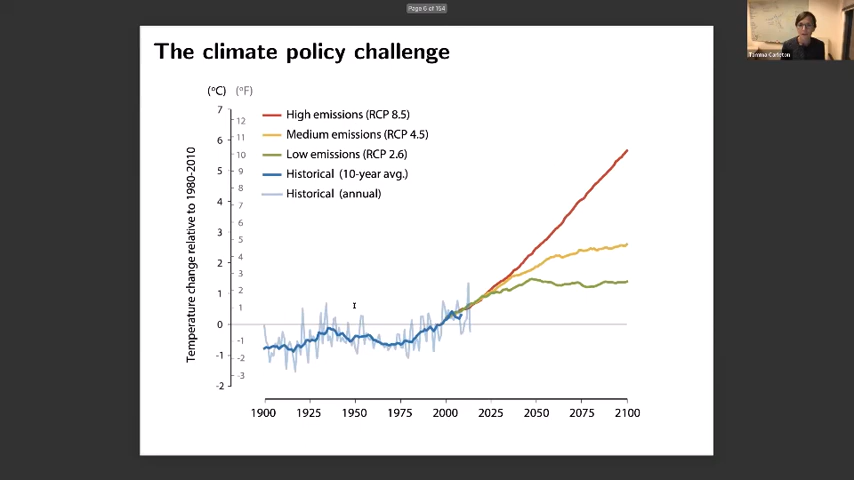 Page 6 of 154
Tamma Carleton
The climate policy challenge
(°C) (°F)
High emissions (RCP 8.5)
Medium emissions (RCP 4.5)
Low emissions (RCP 2.6)
Historical (10-year avg.)
Historical (annual)
Temperature change relative to 1980-2010
7
6
5
4
3
2
1
0
-1
-2
12
11
10
9
8
7
6
5
4
3
2
1
-1
-2
-3
1900 1925 1950 1975 2000 2025 2050 2075 2100